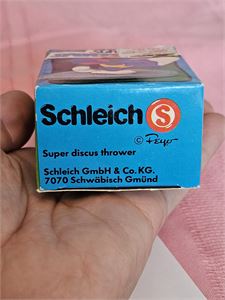 Schleich S
© Peyo
Super discus thrower
Schleich GmbH & Co. KG.
7070 Schwäbisch Gmünd